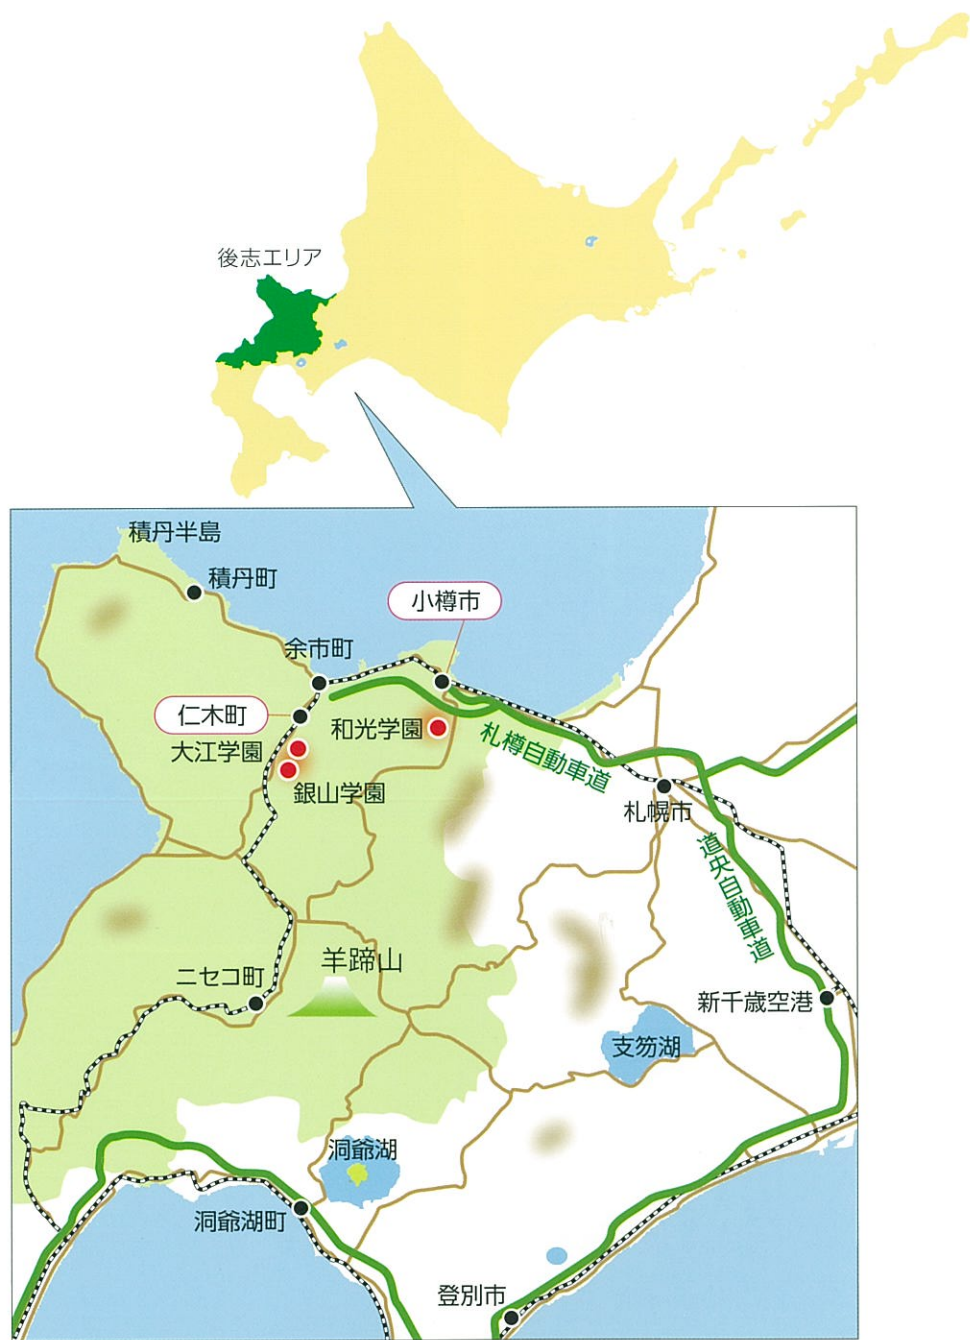 後志エリア
積丹半島
積丹町
小樽市
余市町
仁木町
和光学園
大江学園
札樽自動車道
銀山学園
札幌市
道央自動車道
羊蹄山
ニセコ町
新千歳空港
支笏湖
洞爺湖
洞爺湖町
登別市